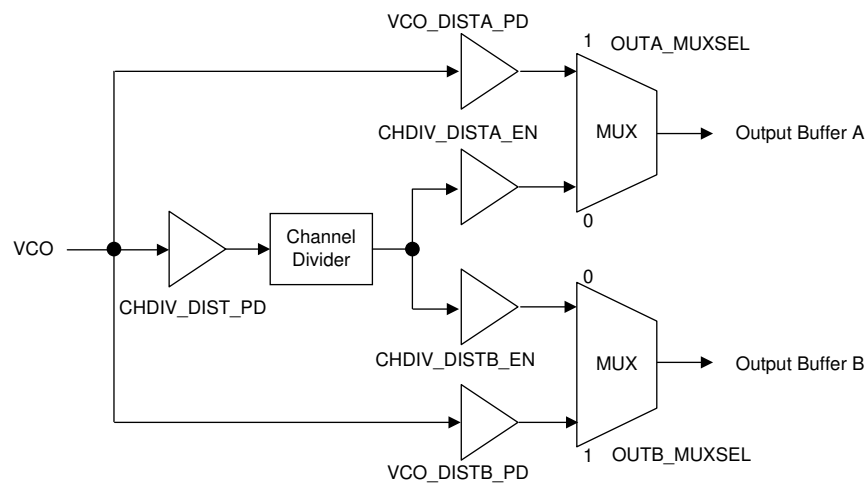 VCO_DISTA_PD
1
OUTA_MUXSEL
MUX
Output Buffer A
CHDIV_DISTA_EN
0
VCO
Channel
Divider
CHDIV_DIST_PD
0
CHDIV_DISTB_EN
MUX
Output Buffer B
1
OUTB_MUXSEL
VCO_DISTB_PD